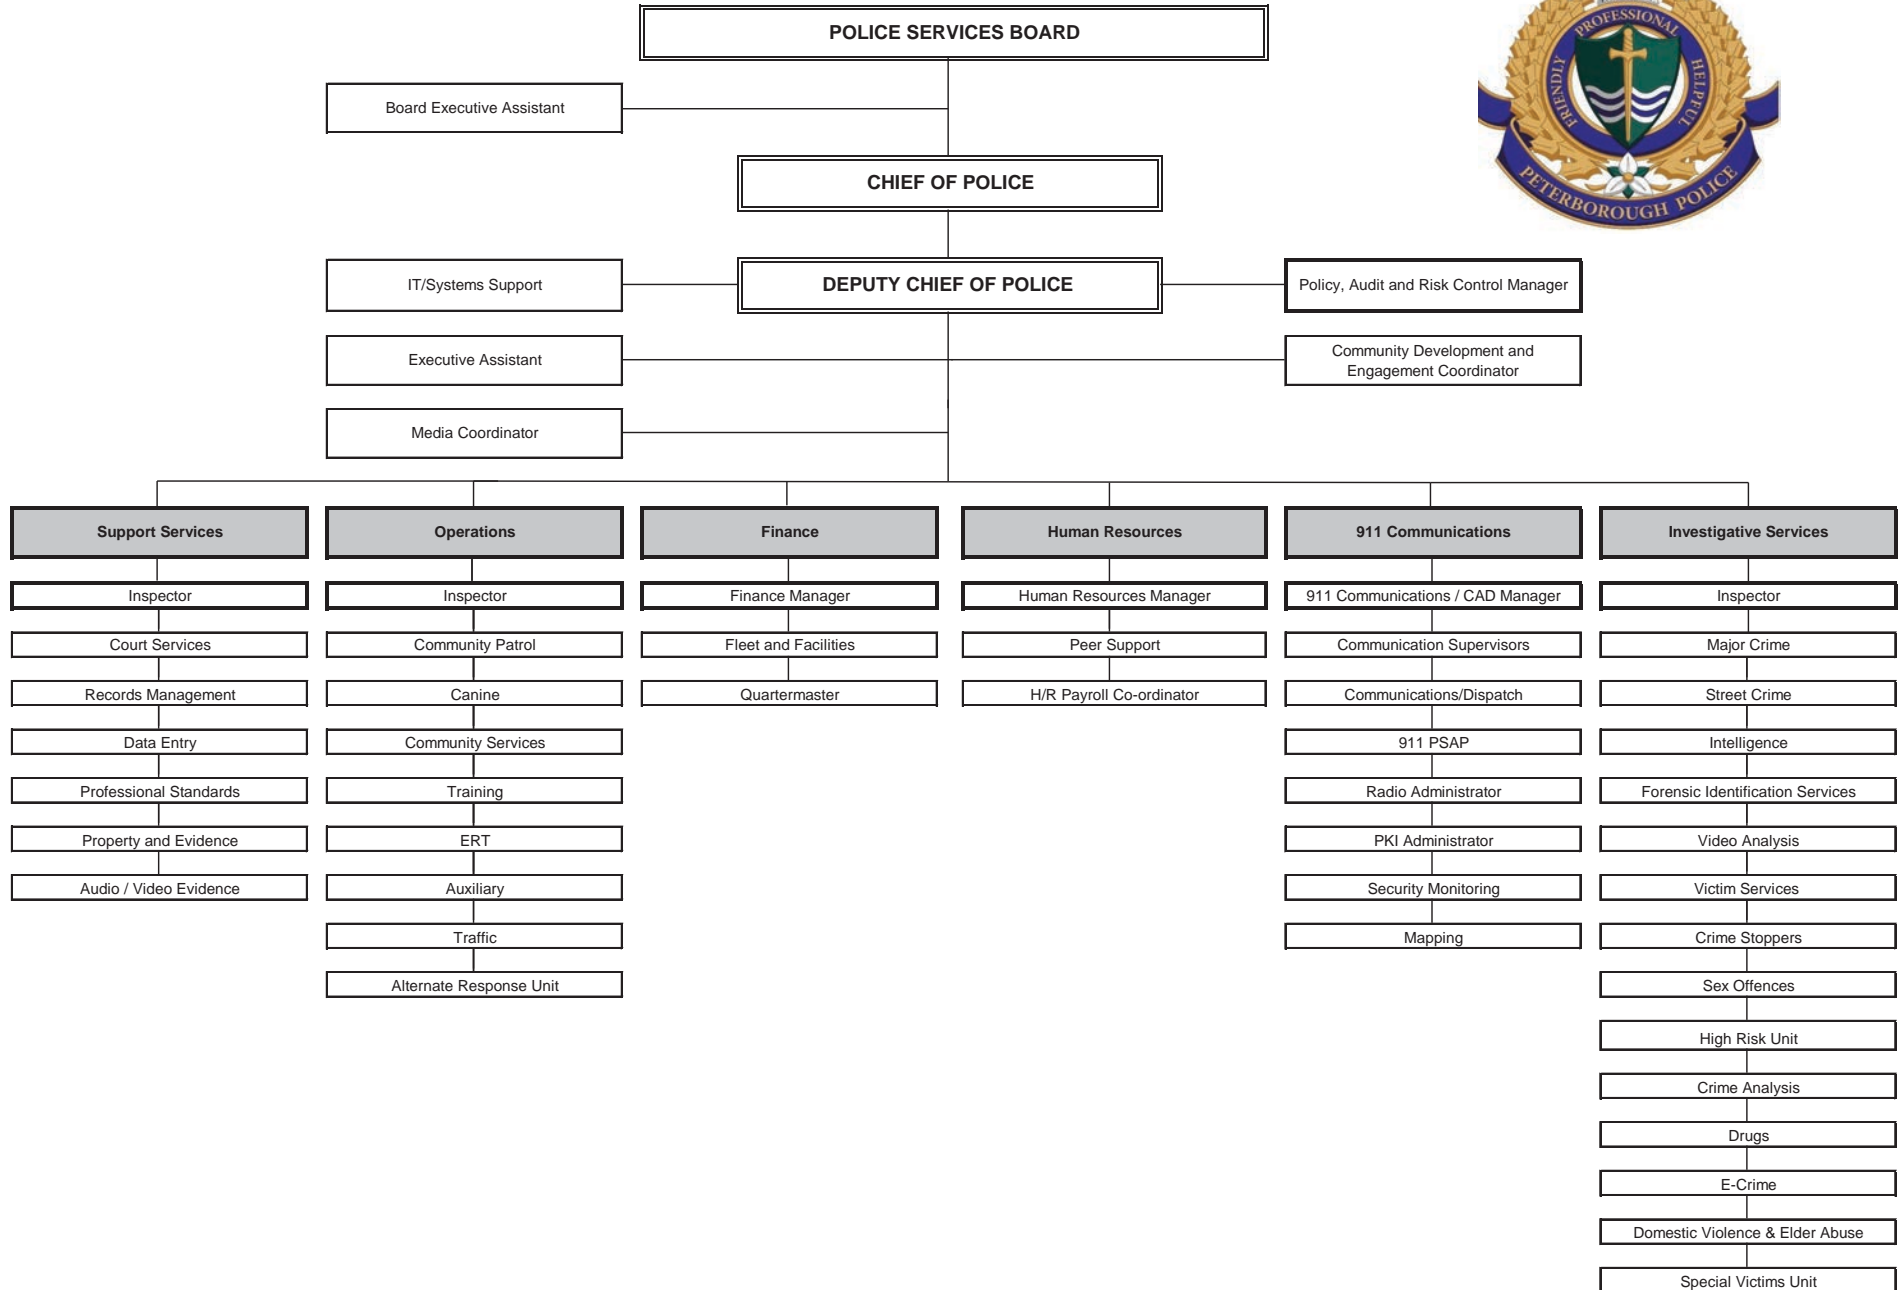 POLICE SERVICES BOARD
FRIENDLY PROFESSIONAL HELPFUL
PETERBOROUGH POLICE
Board Executive Assistant
CHIEF OF POLICE
IT/Systems Support
DEPUTY CHIEF OF POLICE
Policy, Audit and Risk Control Manager
Executive Assistant
Community Development and
Engagement Coordinator
Media Coordinator
Support Services
Inspector
Court Services
Records Management
Data Entry
Professional Standards
Property and Evidence
Audio / Video Evidence
Operations
Inspector
Community Patrol
Canine
Community Services
Training
ERT
Auxiliary
Traffic
Alternate Response Unit
Finance
Finance Manager
Fleet and Facilities
Quartermaster
Human Resources
Human Resources Manager
Peer Support
H/R Payroll Co-ordinator
911 Communications
911 Communications / CAD Manager
Communication Supervisors
Communications/Dispatch
911 PSAP
Radio Administrator
PKI Administrator
Security Monitoring
Mapping
Investigative Services
Inspector
Major Crime
Street Crime
Intelligence
Forensic Identification Services
Video Analysis
Victim Services
Crime Stoppers
Sex Offences
High Risk Unit
Crime Analysis
Drugs
E-Crime
Domestic Violence & Elder Abuse
Special Victims Unit